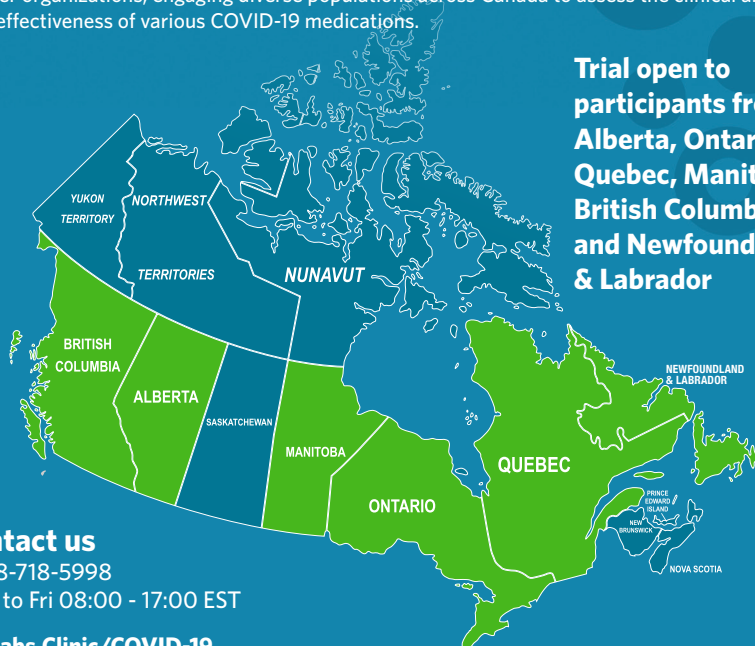 effectiveness of various COVID-19 medications.
Trial open to
participants fr
Alberta, Ontar
Quebec, Manit
British Columb
and Newfound
& Labrador
YUKON
TERRITORY
NORTHWEST
TERRITORIES
NUNAVUT
BRITISH
COLUMBIA
ALBERTA
SASKATCHEWAN
MANITOBA
ONTARIO
QUEBEC
NEWFOUNDLAND
& LABRADOR
PRINCE
EDWARD
ISLAND
NEW
BRUNSWICK
NOVA SCOTIA
ntact us
8-718-5998
to Fri 08:00 - 17:00 EST